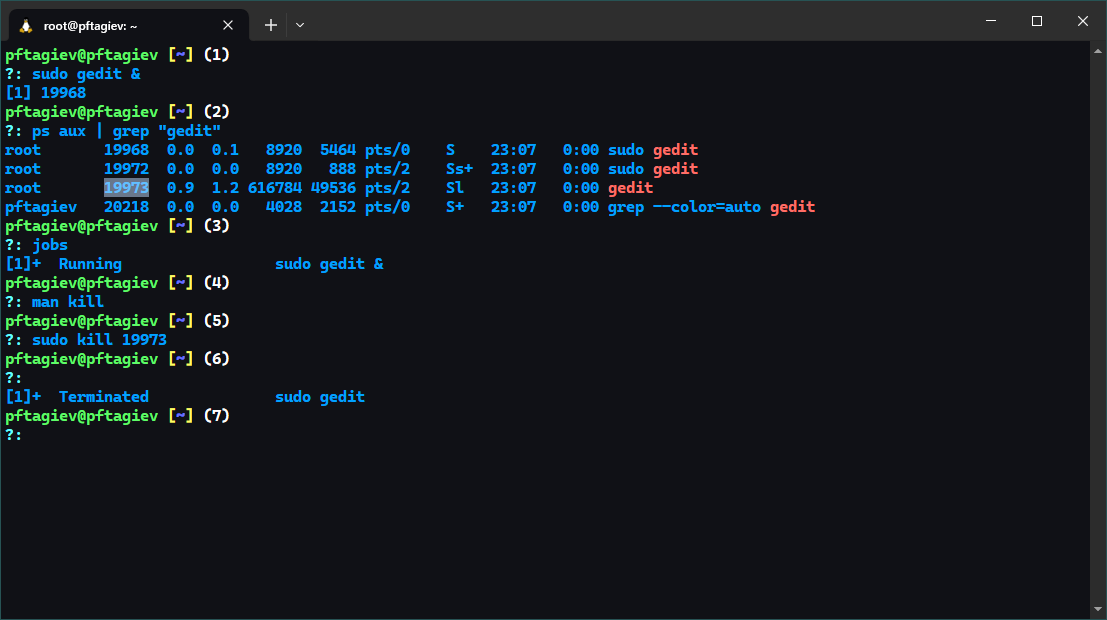 root@pftagiev: ~
pftagiev@pftagiev [~] (1)
?: sudo gedit &
[1] 19968
pftagiev@pftagiev [~] (2)
?: ps aux | grep "gedit"
root       19968  0.0  0.1   8920  5464 pts/0    S    23:07   0:00 sudo gedit
root       19972  0.0  0.0   8920   888 pts/2    Ss+  23:07   0:00 sudo gedit
root       19973  0.9  1.2 616784 49536 pts/2    Sl   23:07   0:00 gedit
pftagiev   20218  0.0  0.0   4028  2152 pts/0    S+   23:07   0:00 grep --color=auto gedit
pftagiev@pftagiev [~] (3)
?: jobs
[1]+  Running                 sudo gedit &
pftagiev@pftagiev [~] (4)
?: man kill
pftagiev@pftagiev [~] (5)
?: sudo kill 19973
pftagiev@pftagiev [~] (6)
?:
[1]+  Terminated              sudo gedit
pftagiev@pftagiev [~] (7)
?: